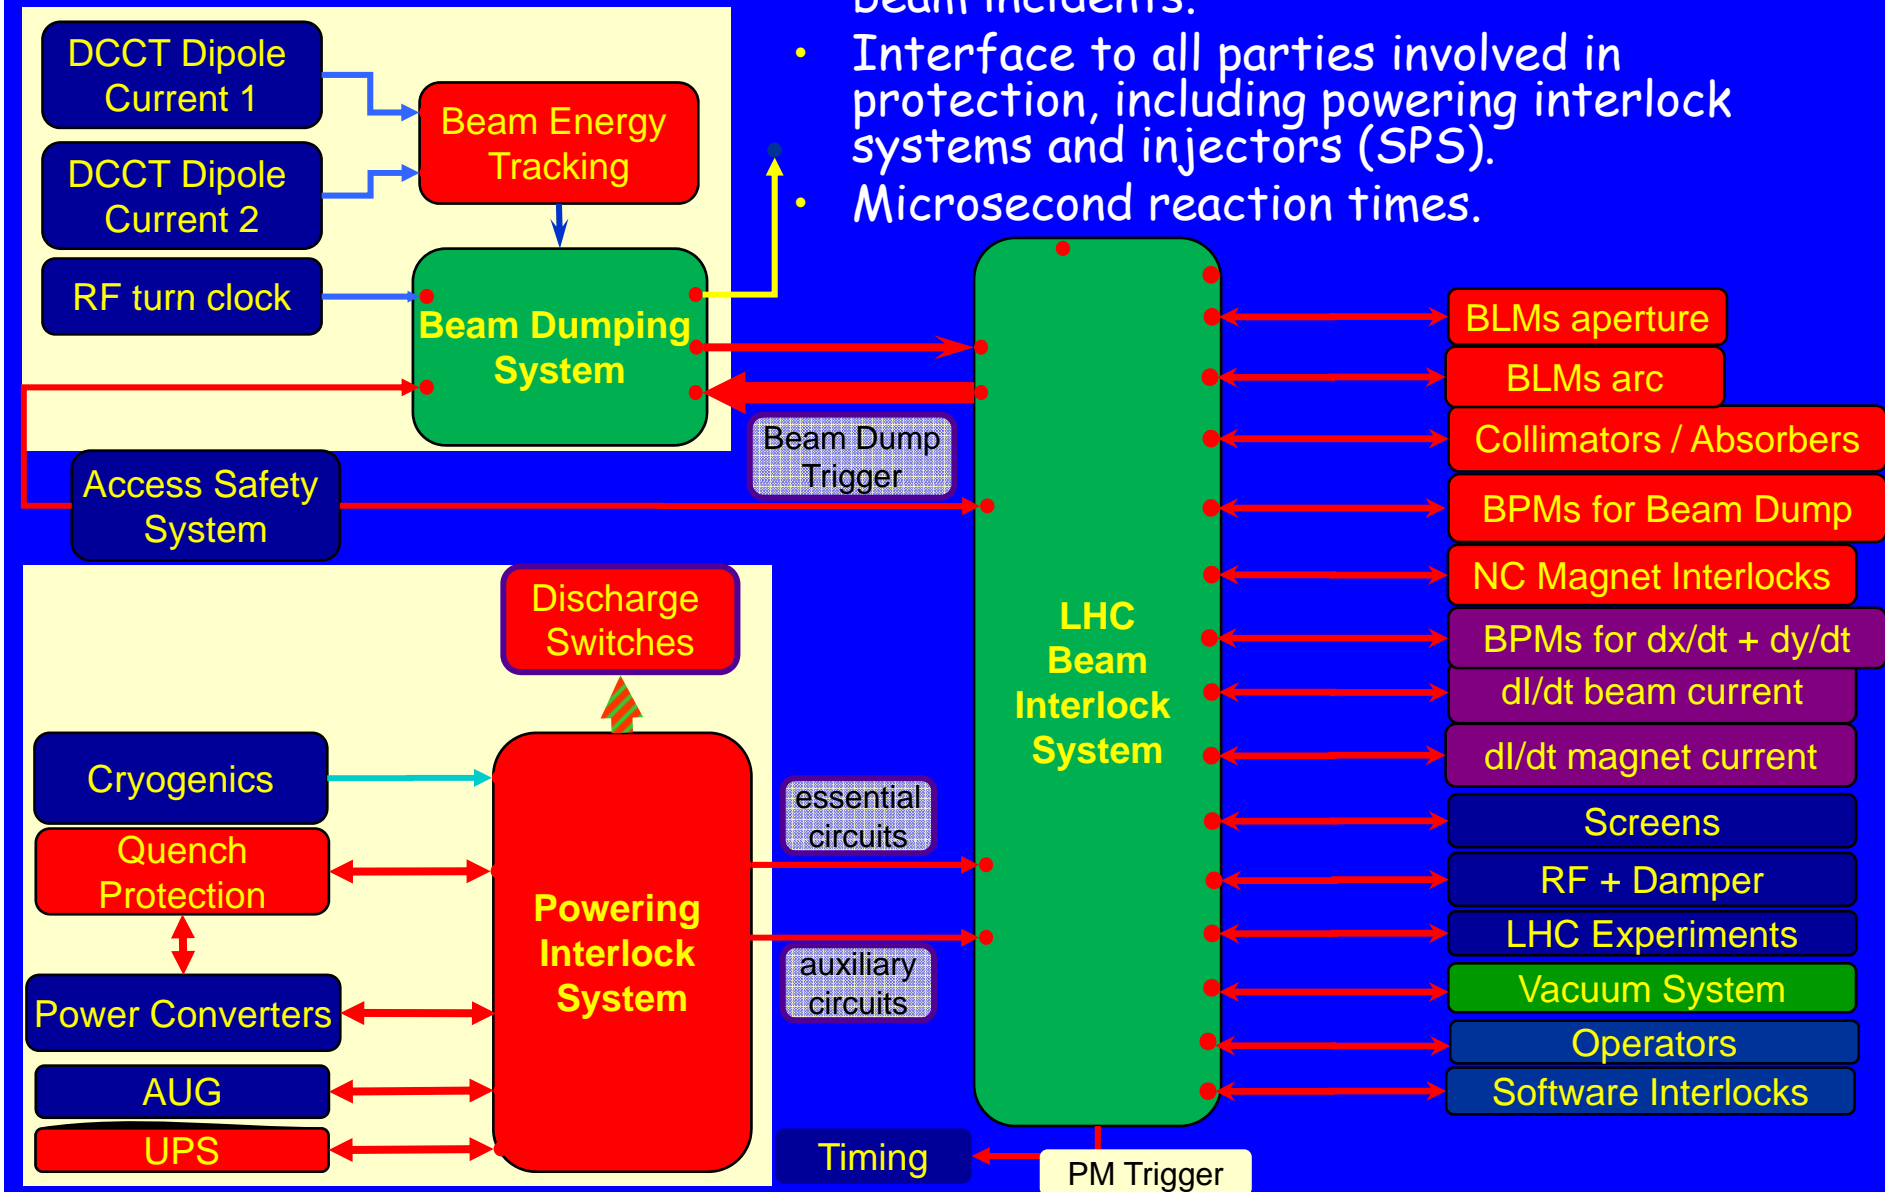 beam incidents.
• Interface to all parties involved in
protection, including powering interlock
systems and injectors (SPS).
• Microsecond reaction times.
DCCT Dipole
Current 1
DCCT Dipole
Current 2
RF turn clock
Beam Energy
Tracking
Beam Dumping
System
Beam Dump
Trigger
Access Safety
System
Discharge
Switches
Cryogenics
Quench
Protection
Power Converters
AUG
UPS
Powering
Interlock
System
essential
circuits
auxiliary
circuits
LHC
Beam
Interlock
System
Timing
PM Trigger
BLMs aperture
BLMs arc
Collimators / Absorbers
BPMs for Beam Dump
NC Magnet Interlocks
BPMs for dx/dt + dy/dt
dI/dt beam current
dI/dt magnet current
Screens
RF + Damper
LHC Experiments
Vacuum System
Operators
Software Interlocks